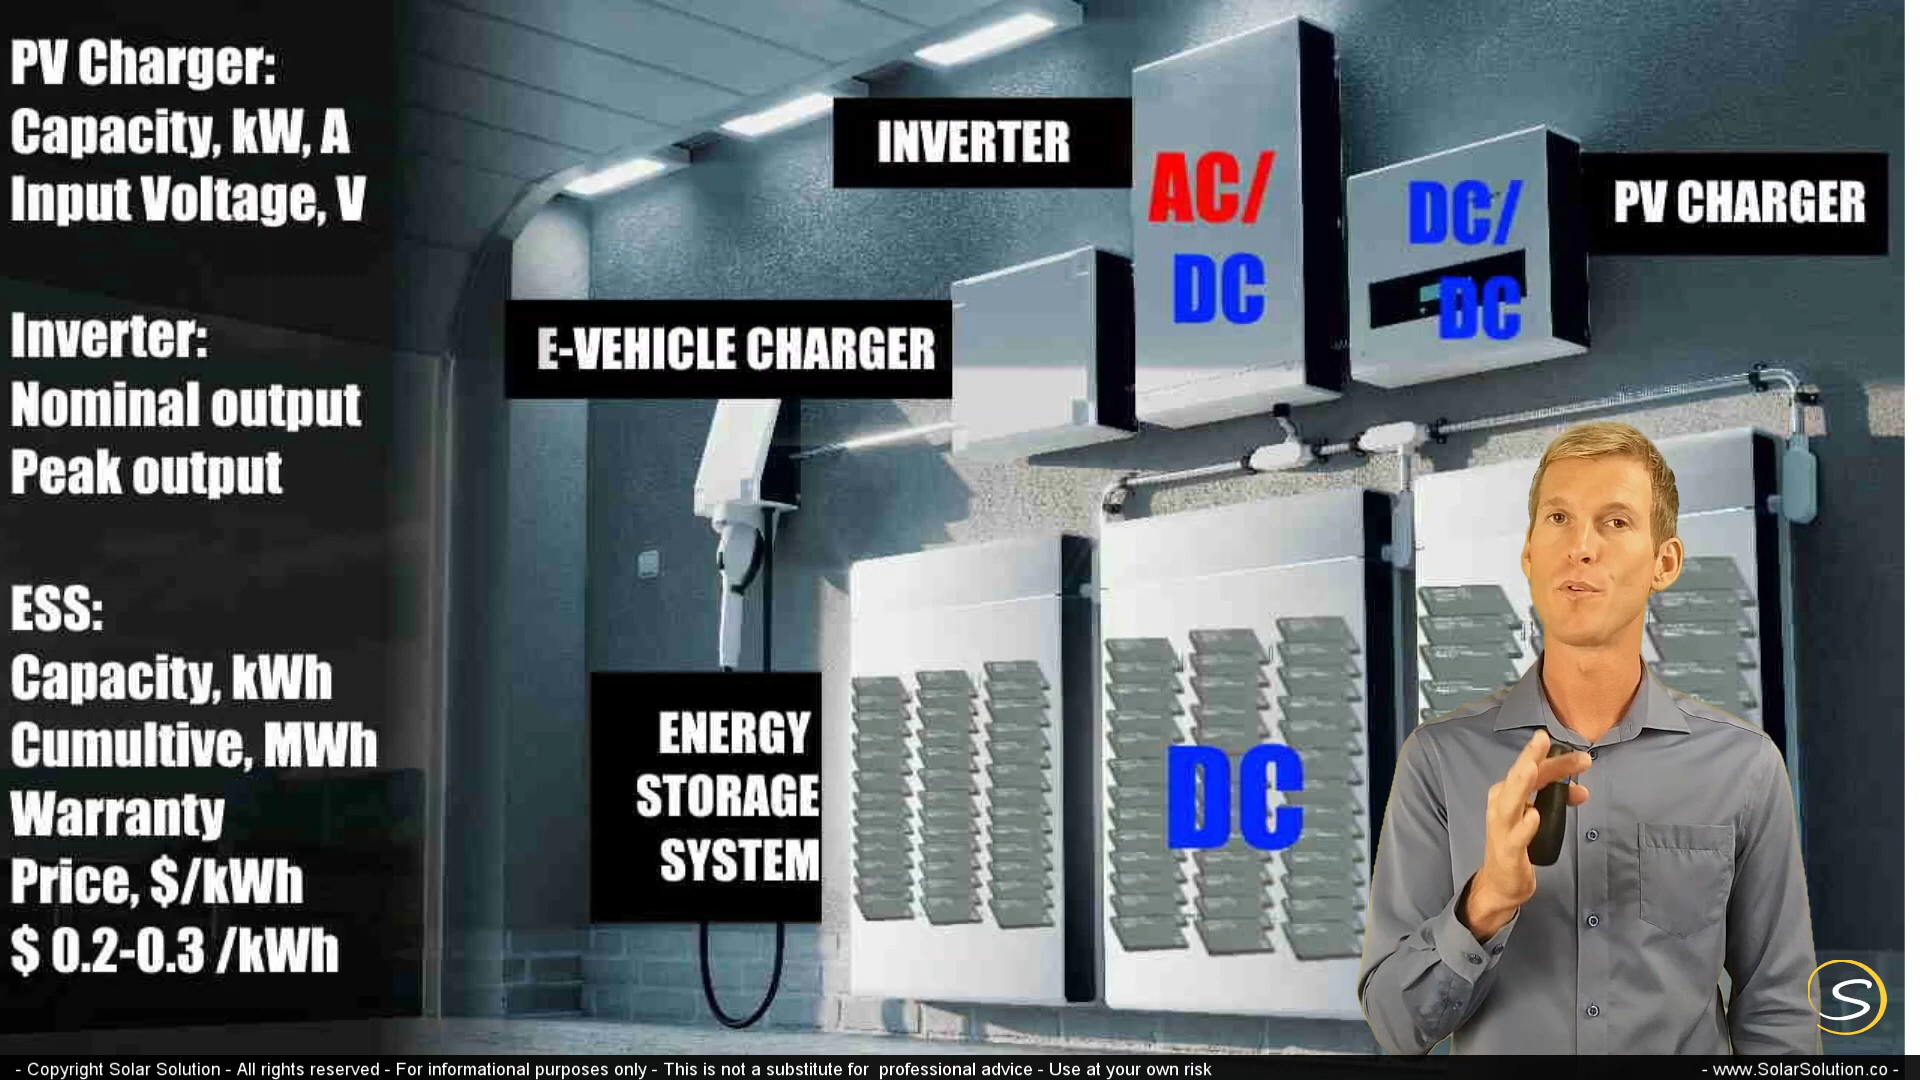 PV Charger:
Capacity, kW, A
Input Voltage, V
Inverter:
Nominal output
Peak output
ESS:
Capacity, kWh
Cumultive, MWh
Warranty
Price, $/kWh
$ 0.2-0.3 /kWh
INVERTER
AC/
DC
DC/
DC
PV CHARGER
E-VEHICLE CHARGER
ENERGY
STORAGE
SYSTEM
DC
S
- Copyright Solar Solution - All rights reserved - For informational purposes only - This is not a substitute for professional advice - Use at your own risk
- www.SolarSolution.co -